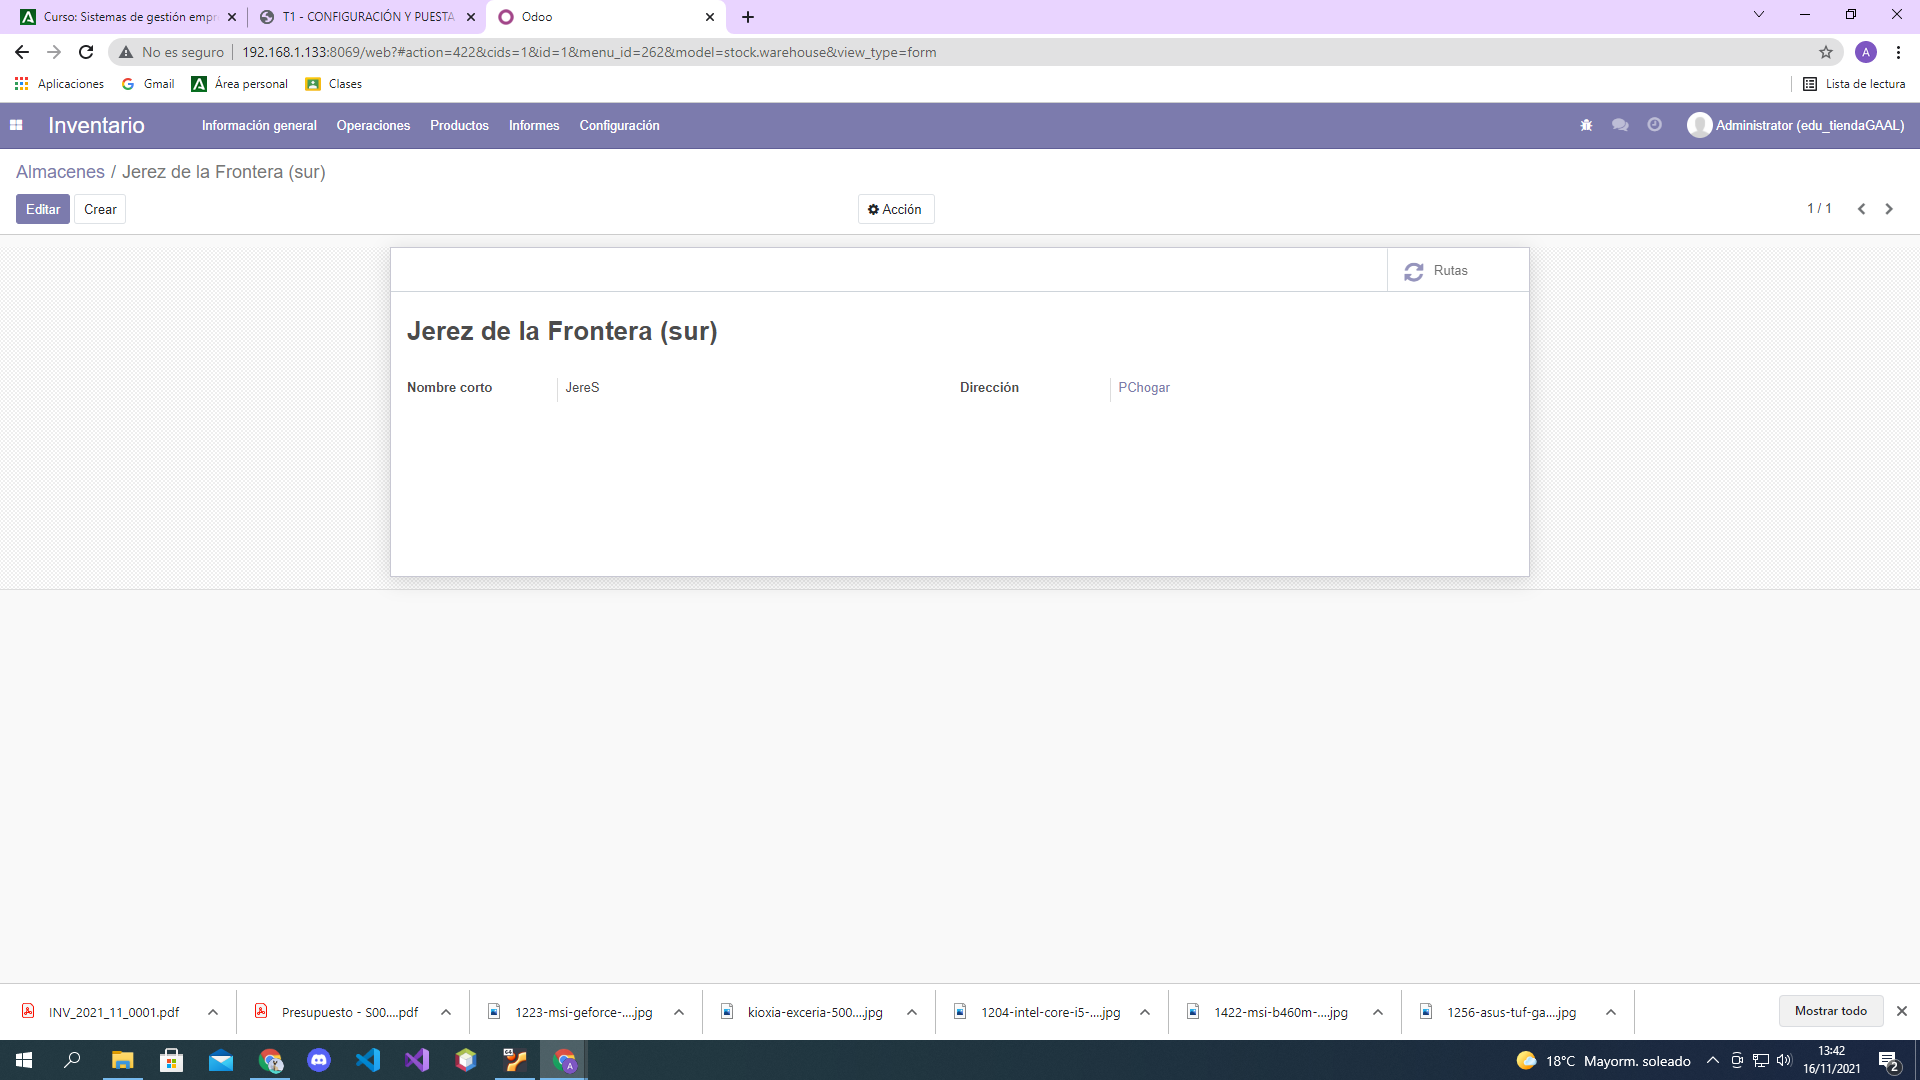 Curso: Sistemas de gestión empr
T1 - CONFIGURACIÓN Y PUESTA
Odoo
No es seguro
192.168.1.133:8069/web?#action=422&cids=1&id=1&menu_id=262&model=stock.warehouse&view_type=form
A
Aplicaciones
Gmail
Área personal
Clases
Lista de lectura
Inventario
Información general
Operaciones
Productos
Informes
Configuración
Administrator (edu_tiendaGAAL)
Almacenes / Jerez de la Frontera (sur)
Editar
Crear
Acción
1 / 1
Rutas
Jerez de la Frontera (sur)
Nombre corto
JereS
Dirección
PChogar
INV_2021_11_0001.pdf
Presupuesto - S00....pdf
1223-msi-geforce-....jpg
kioxia-exceria-500....jpg
1204-intel-core-i5-....jpg
1422-msi-b460m-....jpg
1256-asus-tuf-ga....jpg
Mostrar todo
18°C Mayorm. soleado
13:42
16/11/2021
2